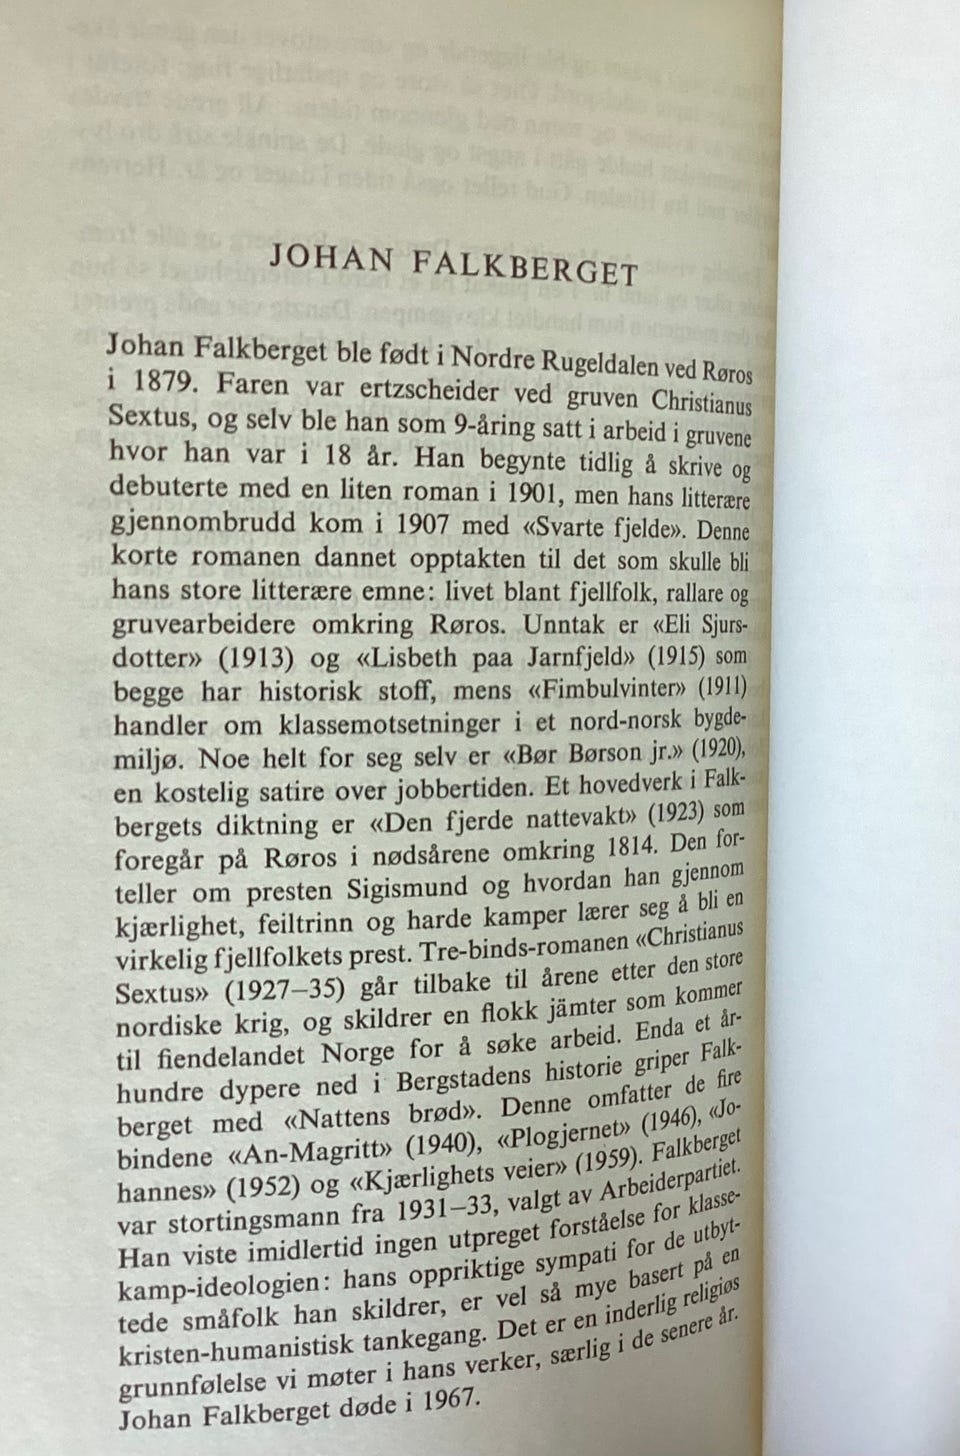 JOHAN FALKBERGET
Johan Falkberget ble født i Nordre Rugeldalen ved Røros
i 1879. Faren var ertzscheider ved gruven Christianus
Sextus, og selv ble han som 9-åring satt i arbeid i gruvene
hvor han var i 18 år. Han begynte tidlig å skrive og
debuterte med en liten roman i 1901, men hans litterære
gjennombrudd kom i 1907 med «Svarte fjelde». Denne
korte romanen dannet opptakten til det som skulle bli
hans store litterære emne: livet blant fjellfolk, rallare og
gruvearbeidere omkring Røros. Unntak er «Eli Sjurs-
dotter» (1913) og «Lisbeth paa Jarnfjeld» (1915) som
begge har historisk stoff, mens «Fimbulvinter» (1911)
handler om klassemotsetninger i et nord-norsk bygde-
miljø. Noe helt for seg selv er «Bør Børson jr.» (1920),
en kostelig satire over jobbertiden. Et hovedverk i Falk-
bergets diktning er «Den fjerde nattevakt» (1923) som
foregår på Røros i nødsårene omkring 1814. Den for-
teller om presten Sigismund og hvordan han gjennom
kjærlighet, feiltrinn og harde kamper lærer seg å bli en
virkelig fjellfolkets prest. Tre-binds-romanen «Christianus
Sextus» (1927–35) går tilbake til årene etter den store
nordiske krig, og skildrer en flokk jämter som kommer
til fiendelandet Norge for å søke arbeid. Enda et år-
hundre dypere ned i Bergstadens historie griper Falk-
berget med «Nattens brød». Denne omfatter de fire
bindene «An-Magritt» (1940), «Plogjernet» (1946), «Jo-
hannes» (1952) og «Kjærlighets veier» (1959). Falkberget
var stortingsmann fra 1931–33, valgt av Arbeiderpartiet.
Han viste imidlertid ingen utpreget forståelse for klasse-
kamp-ideologien: hans oppriktige sympati for de utbyt-
tede småfolk han skildrer, er vel så mye basert på en
kristen-humanistisk tankegang. Det er en inderlig religiøs
grunnfølelse vi møter i hans verker, særlig i de senere år.
Johan Falkberget døde i 1967.